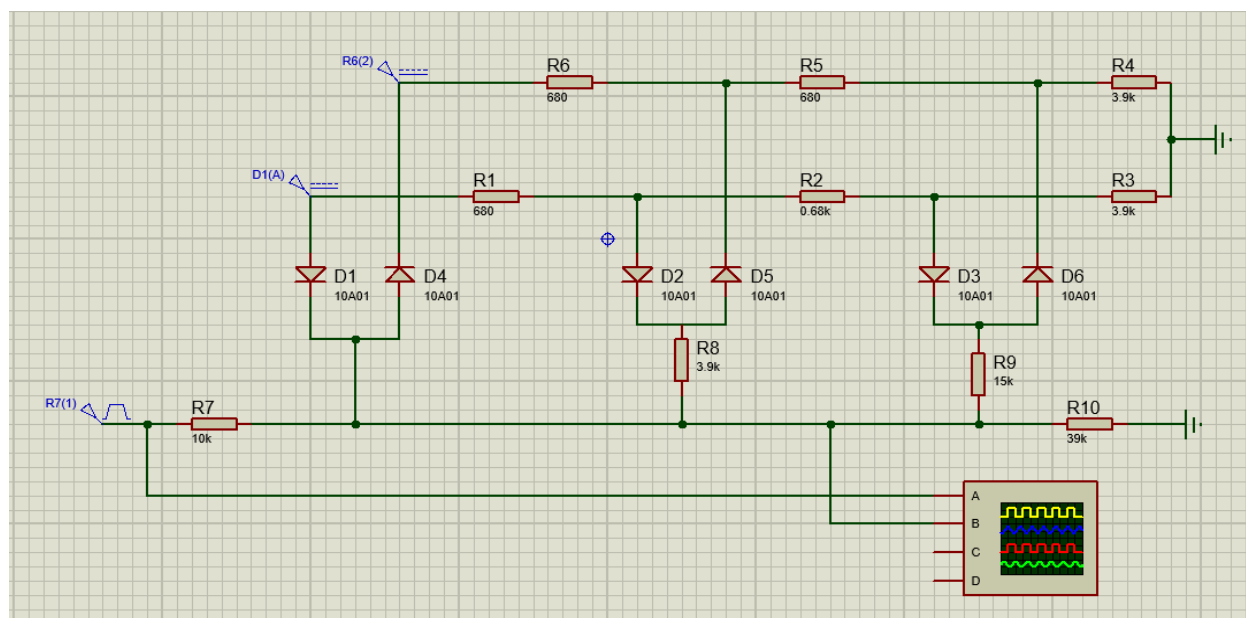 R6(2)
R6
680
R5
680
R4
3.9k
D1(A)
R1
680
R2
0.68k
R3
3.9k
D1
10A01
D4
10A01
D2
10A01
D5
10A01
D3
10A01
D6
10A01
R8
3.9k
R9
15k
R7(1)
R7
10k
R10
39k
A
B
C
D